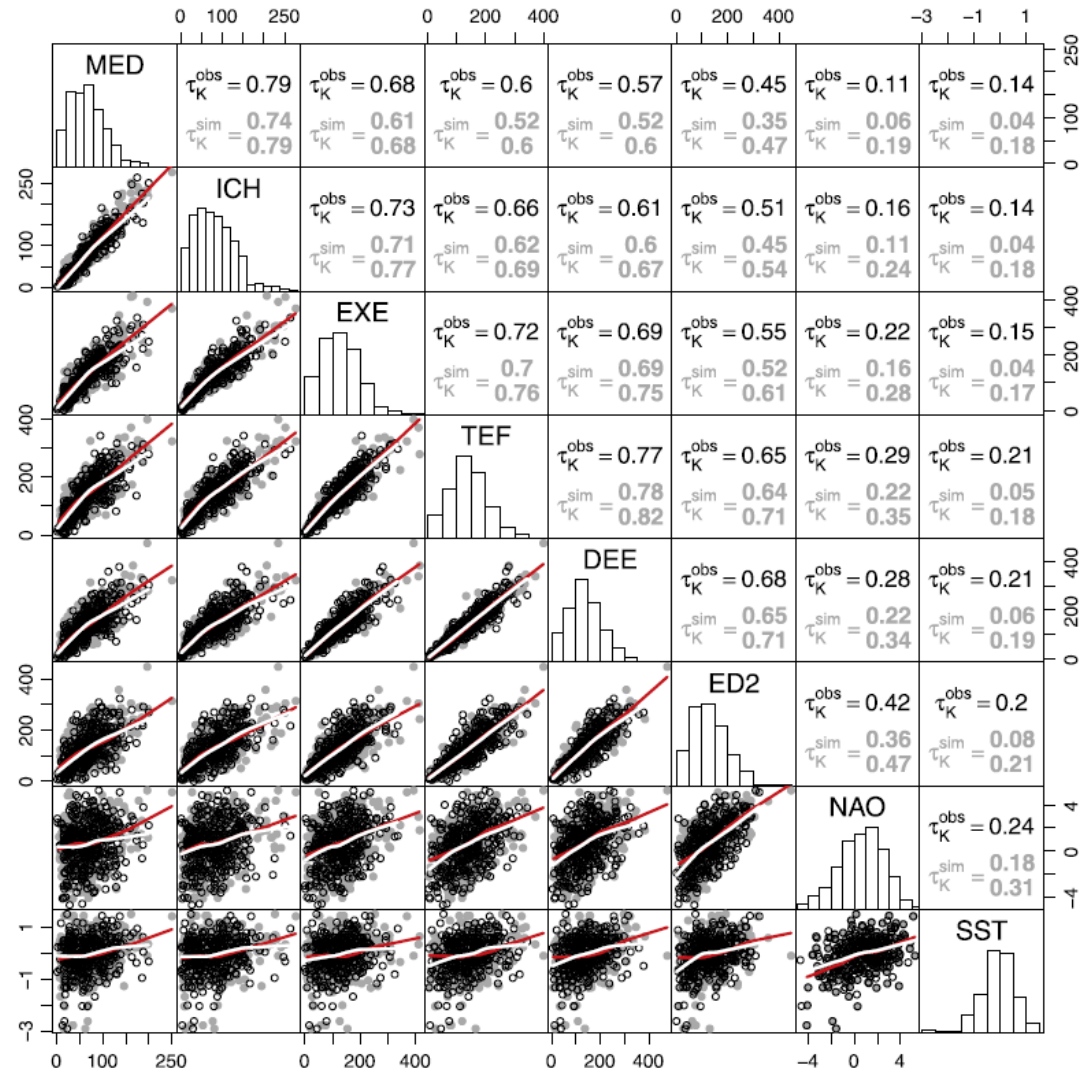 0 100 250 0 200 400 0 200 400 -3 -1 1
MED
τ_K^obs = 0.79
τ_K^sim = 0.74 0.79
τ_K^obs = 0.68
τ_K^sim = 0.61 0.68
τ_K^obs = 0.6
τ_K^sim = 0.52 0.6
τ_K^obs = 0.57
τ_K^sim = 0.52 0.6
τ_K^obs = 0.45
τ_K^sim = 0.35 0.47
τ_K^obs = 0.11
τ_K^sim = 0.06 0.19
τ_K^obs = 0.14
τ_K^sim = 0.04 0.18
0 100 250
0 100 250
ICH
τ_K^obs = 0.73
τ_K^sim = 0.71 0.77
τ_K^obs = 0.66
τ_K^sim = 0.62 0.69
τ_K^obs = 0.61
τ_K^sim = 0.6 0.67
τ_K^obs = 0.51
τ_K^sim = 0.45 0.54
τ_K^obs = 0.16
τ_K^sim = 0.11 0.24
τ_K^obs = 0.14
τ_K^sim = 0.04 0.18
EXE
τ_K^obs = 0.72
τ_K^sim = 0.7 0.76
τ_K^obs = 0.69
τ_K^sim = 0.69 0.75
τ_K^obs = 0.55
τ_K^sim = 0.52 0.61
τ_K^obs = 0.22
τ_K^sim = 0.16 0.28
τ_K^obs = 0.15
τ_K^sim = 0.04 0.17
0 200 400
0 200 400
TEF
τ_K^obs = 0.77
τ_K^sim = 0.78 0.82
τ_K^obs = 0.65
τ_K^sim = 0.64 0.71
τ_K^obs = 0.29
τ_K^sim = 0.22 0.35
τ_K^obs = 0.21
τ_K^sim = 0.05 0.18
DEE
τ_K^obs = 0.68
τ_K^sim = 0.65 0.71
τ_K^obs = 0.28
τ_K^sim = 0.22 0.34
τ_K^obs = 0.21
τ_K^sim = 0.06 0.19
0 200 400
0 200 400
ED2
τ_K^obs = 0.42
τ_K^sim = 0.36 0.47
τ_K^obs = 0.2
τ_K^sim = 0.08 0.21
NAO
τ_K^obs = 0.24
τ_K^sim = 0.18 0.31
-4 0 4
-3 -1 1
SST
0 100 250 0 200 400 0 200 400 -4 0 4